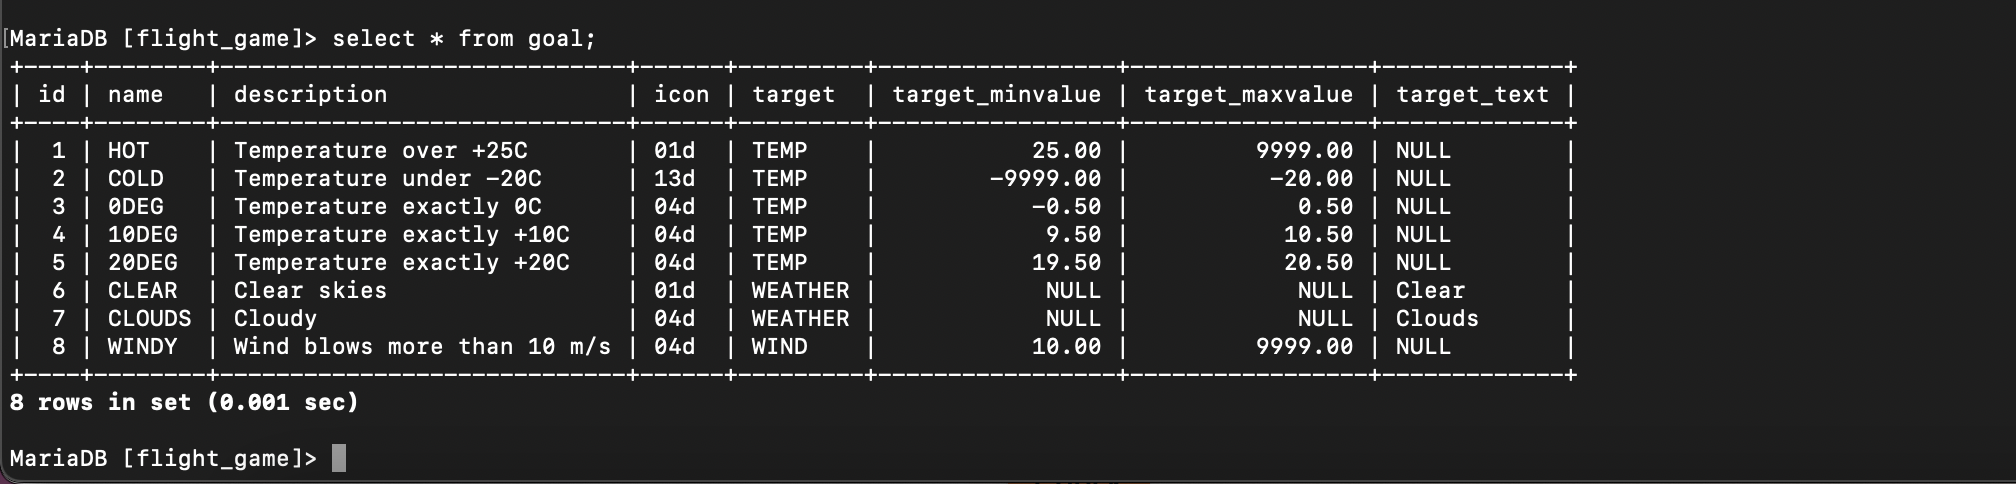 MariaDB [flight_game]> select * from goal;
+----+--------+-----------------------------+------+---------+-----------------+-----------------+-------------+
| id | name   | description                 | icon | target  | target_minvalue | target_maxvalue | target_text |
+----+--------+-----------------------------+------+---------+-----------------+-----------------+-------------+
|  1 | HOT    | Temperature over +25C       | 01d  | TEMP    |           25.00 |         9999.00 | NULL        |
|  2 | COLD   | Temperature under -20C      | 13d  | TEMP    |        -9999.00 |          -20.00 | NULL        |
|  3 | 0DEG   | Temperature exactly 0C      | 04d  | TEMP    |           -0.50 |            0.50 | NULL        |
|  4 | 10DEG  | Temperature exactly +10C    | 04d  | TEMP    |            9.50 |           10.50 | NULL        |
|  5 | 20DEG  | Temperature exactly +20C    | 04d  | TEMP    |           19.50 |           20.50 | NULL        |
|  6 | CLEAR  | Clear skies                 | 01d  | WEATHER |            NULL |            NULL | Clear       |
|  7 | CLOUDS | Cloudy                      | 04d  | WEATHER |            NULL |            NULL | Clouds      |
|  8 | WINDY  | Wind blows more than 10 m/s | 04d  | WIND    |           10.00 |         9999.00 | NULL        |
+----+--------+-----------------------------+------+---------+-----------------+-----------------+-------------+
8 rows in set (0.001 sec)
MariaDB [flight_game]>